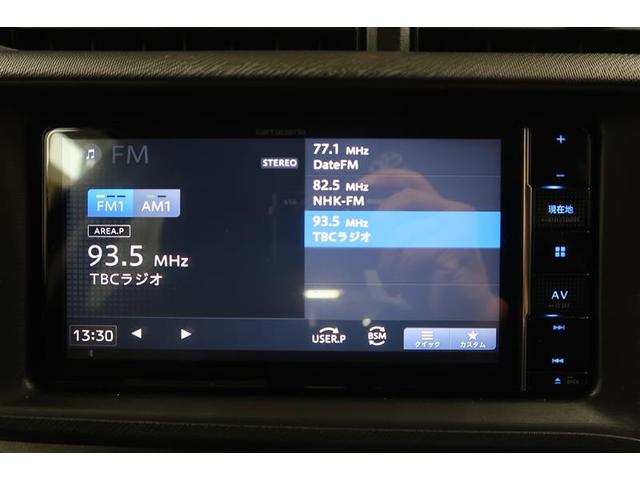 carrozzeria
FM
STEREO
FM1 AM1
AREA.P
93.5 MHz
TBCラジオ
77.1 MHz
DateFM
82.5 MHz
NHK-FM
93.5 MHz
TBCラジオ
13:30
USER.P
BSM
クイック
カスタム
+
−
現在地
AV
OPEN